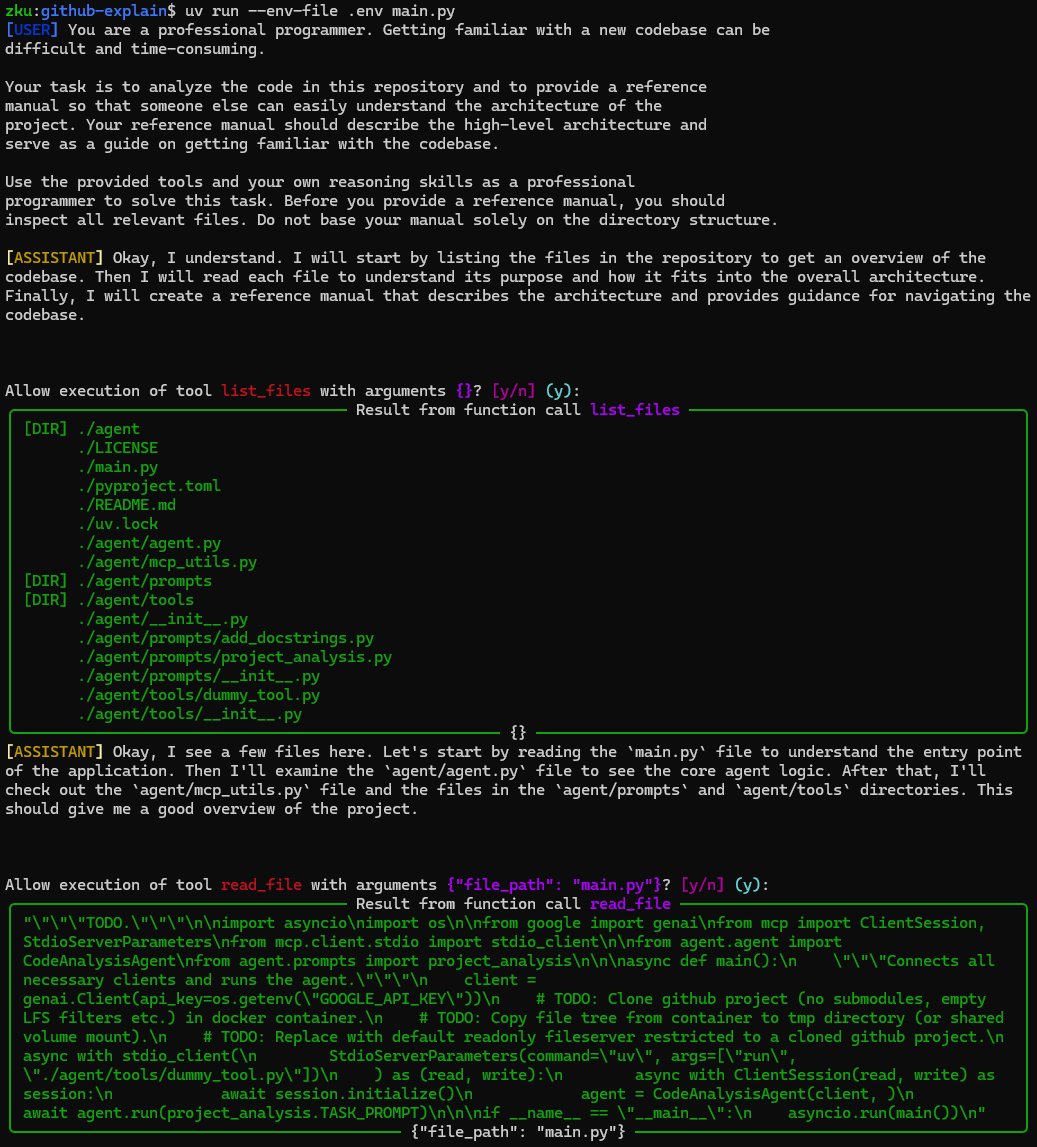 zku:github-explain$ uv run --env-file .env main.py
[USER] You are a professional programmer. Getting familiar with a new codebase can be
difficult and time-consuming.
Your task is to analyze the code in this repository and to provide a reference
manual so that someone else can easily understand the architecture of the
project. Your reference manual should describe the high-level architecture and
serve as a guide on getting familiar with the codebase.
Use the provided tools and your own reasoning skills as a professional
programmer to solve this task. Before you provide a reference manual, you should
inspect all relevant files. Do not base your manual solely on the directory structure.
[ASSISTANT] Okay, I understand. I will start by listing the files in the repository to get an overview of the
codebase. Then I will read each file to understand its purpose and how it fits into the overall architecture.
Finally, I will create a reference manual that describes the architecture and provides guidance for navigating the
codebase.
Allow execution of tool list_files with arguments {}? [y/n] (y):
Result from function call list_files
[DIR] ./agent
./LICENSE
./main.py
./pyproject.toml
./README.md
./uv.lock
./agent/agent.py
./agent/mcp_utils.py
[DIR] ./agent/prompts
[DIR] ./agent/tools
./agent/__init__.py
./agent/prompts/add_docstrings.py
./agent/prompts/project_analysis.py
./agent/prompts/__init__.py
./agent/tools/dummy_tool.py
./agent/tools/__init__.py
{}
[ASSISTANT] Okay, I see a few files here. Let's start by reading the `main.py` file to understand the entry point
of the application. Then I'll examine the `agent/agent.py` file to see the core agent logic. After that, I'll
check out the `agent/mcp_utils.py` file and the files in the `agent/prompts` and `agent/tools` directories. This
should give me a good overview of the project.
Allow execution of tool read_file with arguments {"file_path": "main.py"}? [y/n] (y):
Result from function call read_file
"\"\"\"TODO.\"\"\"\n\nimport asyncio\nimport os\n\nfrom google import genai\nfrom mcp import ClientSession,
StdioServerParameters\nfrom mcp.client.stdio import stdio_client\n\nfrom agent.agent import
CodeAnalysisAgent\nfrom agent.prompts import project_analysis\n\n\nasync def main():\n    \"\"\"Connects all
necessary clients and runs the agent.\"\"\"\n    client =
genai.Client(api_key=os.getenv(\"GOOGLE_API_KEY\"))\n    # TODO: Clone github project (no submodules, empty
LFS filters etc.) in docker container.\n    # TODO: Copy file tree from container to tmp directory (or shared
volume mount).\n    # TODO: Replace with default readonly fileserver restricted to a cloned github project.\n
async with stdio_client(\n        StdioServerParameters(command=\"uv\", args=[\"run\",
\"./agent/tools/dummy_tool.py\"])\n    ) as (read, write):\n        async with ClientSession(read, write) as
session:\n            await session.initialize()\n            agent = CodeAnalysisAgent(client, )\n
await agent.run(project_analysis.TASK_PROMPT)\n\n\nif __name__ == \"__main__\":\n    asyncio.run(main())\n"
{"file_path": "main.py"}